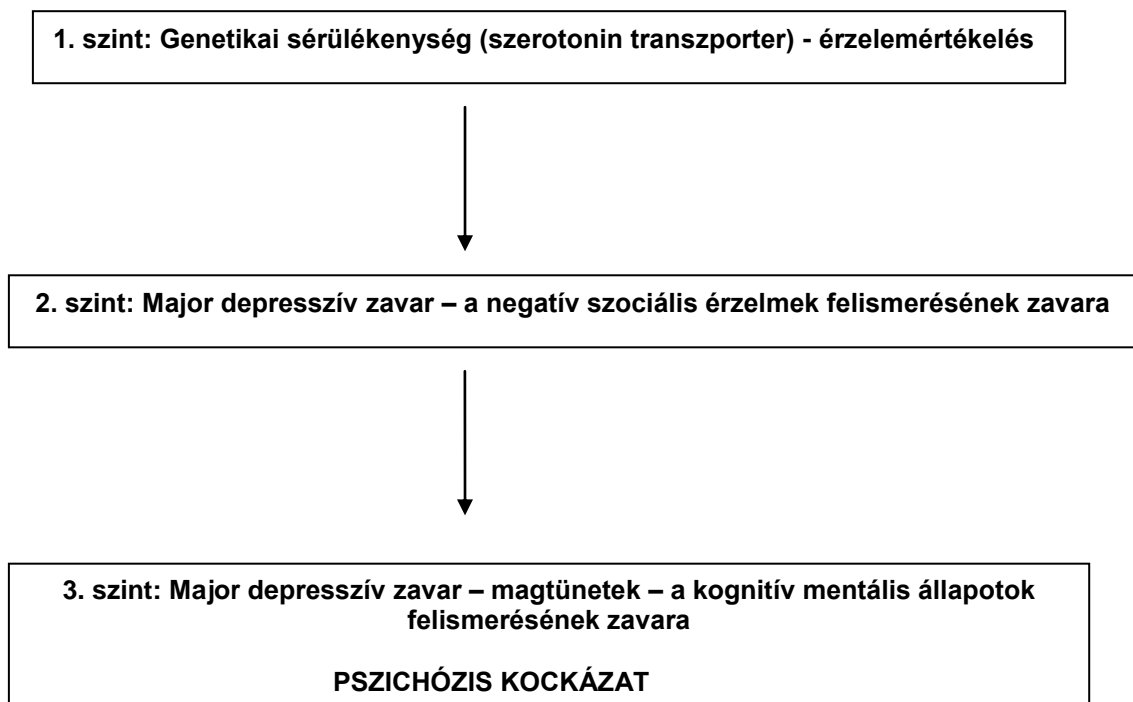 1. szint: Genetikai sérülékenység (szerotonin transzporter) - érzelemértékelés
2. szint: Major depresszív zavar – a negatív szociális érzelmek felismerésének zavara
3. szint: Major depresszív zavar – magtünetek – a kognitív mentális állapotok
felismerésének zavara
PSZICHÓZIS KOCKÁZAT